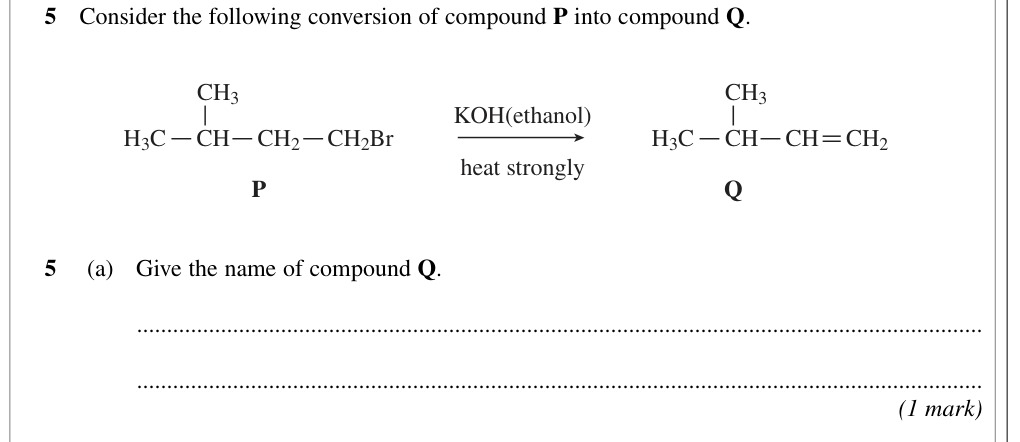 5 Consider the following conversion of compound P into compound Q.
CH₃ CH₃
KOH(ethanol)
H₃C—CH—CH₂—CH₂Br H₃C—CH—CH=CH₂
heat strongly
P Q
5 (a) Give the name of compound Q.
(1 mark)